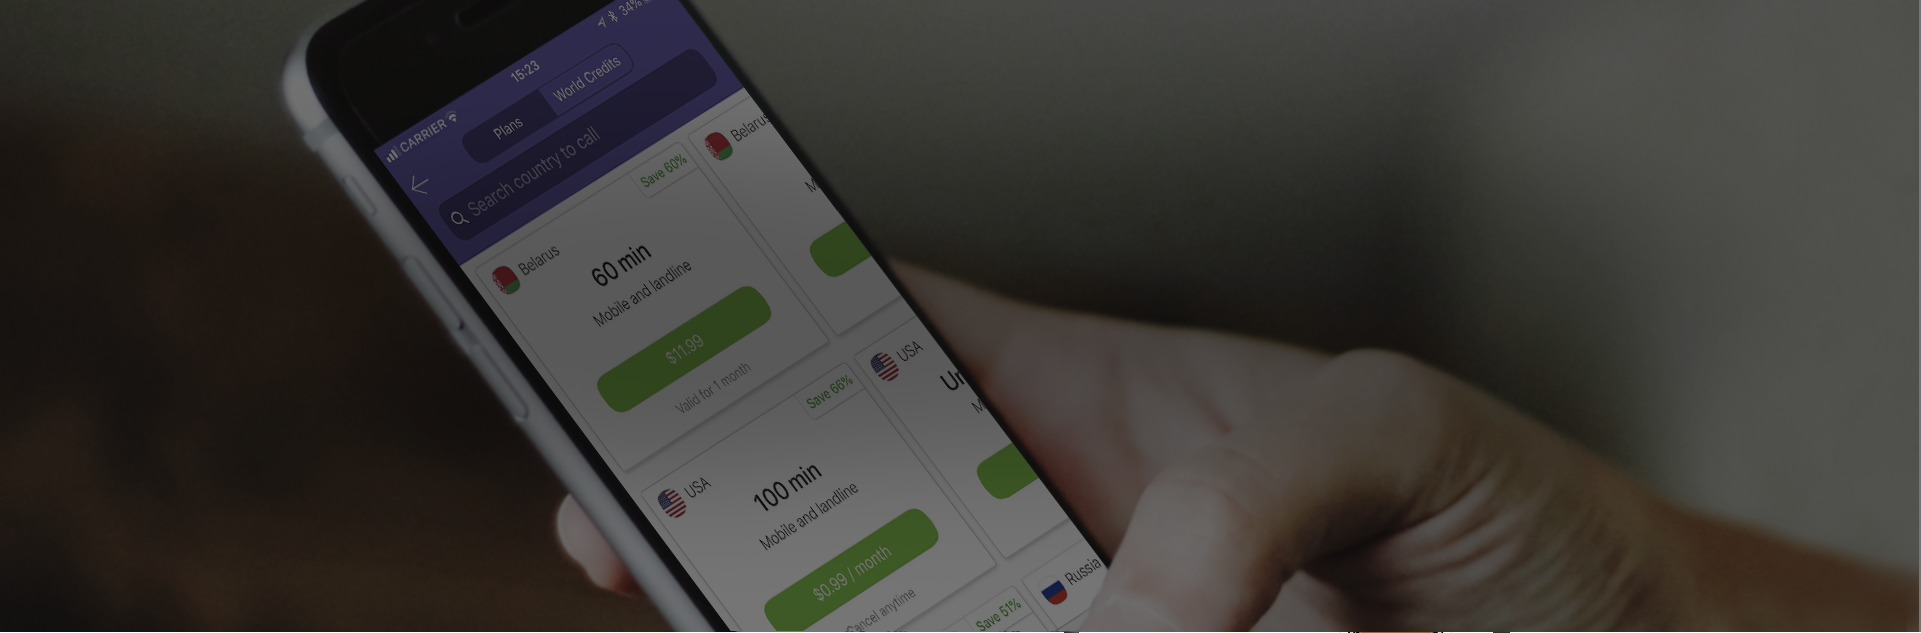 CARRIER 15:23 34%
Plans World Credits
Search country to call
Belarus Save 60%
60 min
Mobile and landline
$11.99
Valid for 1 month
Belarus
USA Save 66%
100 min
Mobile and landline
$0.99 / month
Cancel anytime
USA
Save 51%
Russia